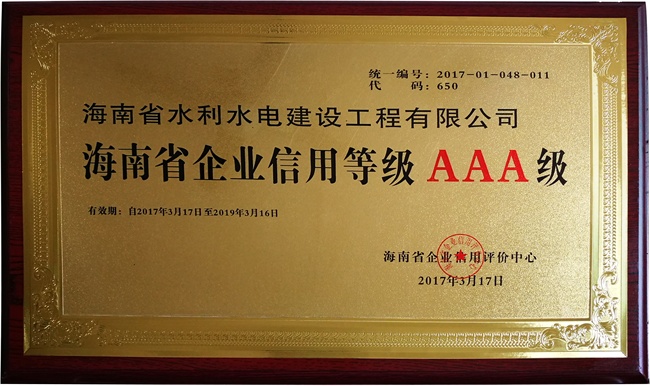 统一编号：2017-01-048-011
代　码：650
海南省水利水电建设工程有限公司
海南省企业信用等级 AAA 级
有效期：自2017年3月17日至2019年3月16日
海南省企业信用评价中心
2017年3月17日